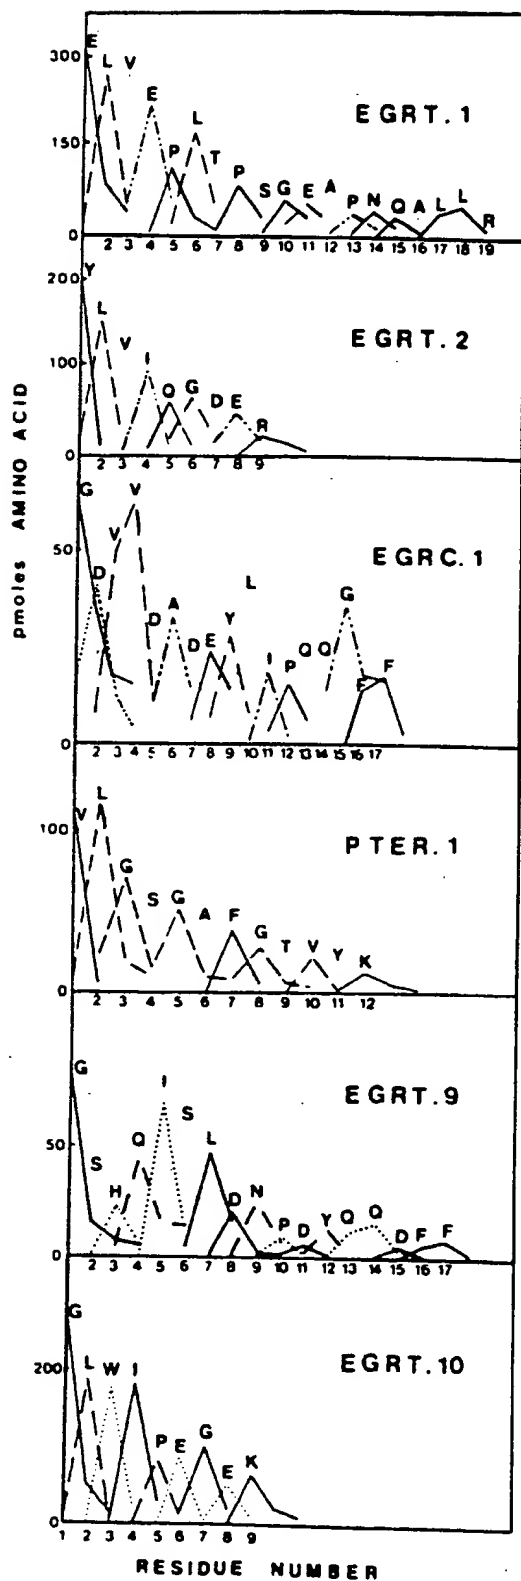 pmoles AMINO ACID
300
150
0
E L V E P L T P S G E A P N Q A L L R
EGRT.1
2 3 4 5 6 7 8 9 10 11 12 13 14 15 16 17 18 19
200
100
0
Y L V I Q G D E R
EGRT.2
2 3 4 5 6 7 8 9
50
0
G D V V D A D E Y L I P Q Q G F F
EGRC.1
2 3 4 5 6 7 8 9 10 11 12 13 14 15 16 17
100
0
V L G S G A F G T V Y K
PTER.1
2 3 4 5 6 7 8 9 10 11 12
50
0
G S H Q I S L D N P D Y Q Q D F F
EGRT.9
2 3 4 5 6 7 8 9 10 11 12 13 14 15 16 17
200
0
G L W I P E G E K
EGRT.10
1 2 3 4 5 6 7 8 9
RESIDUE NUMBER